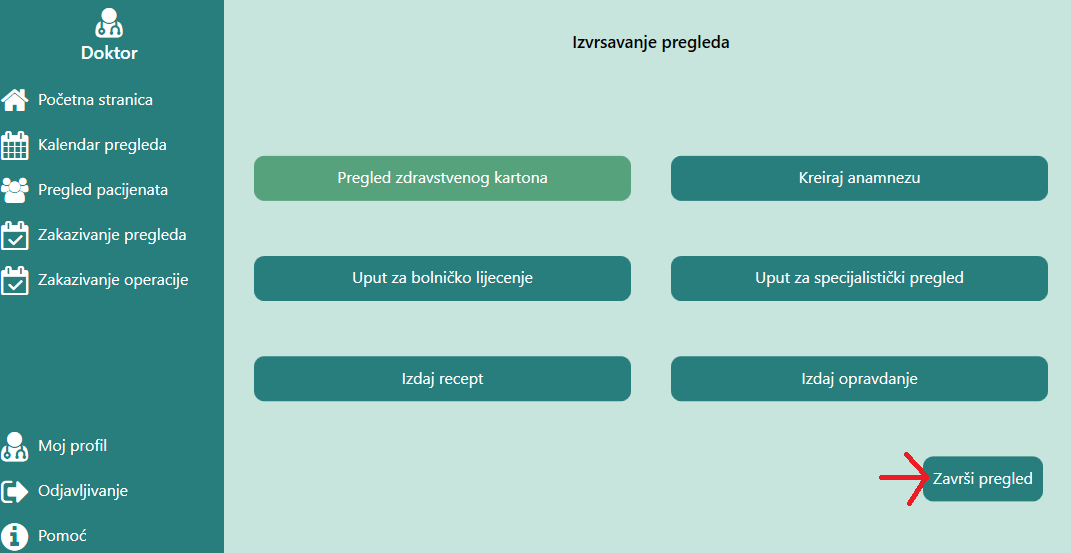 Doktor
Početna stranica
Kalendar pregleda
Pregled pacijenata
Zakazivanje pregleda
Zakazivanje operacije
Moj profil
Odjavljivanje
Pomoć
Izvrsavanje pregleda
Pregled zdravstvenog kartona
Kreiraj anamnezu
Uput za bolničko lijecenje
Uput za specijalistički pregled
Izdaj recept
Izdaj opravdanje
Završi pregled